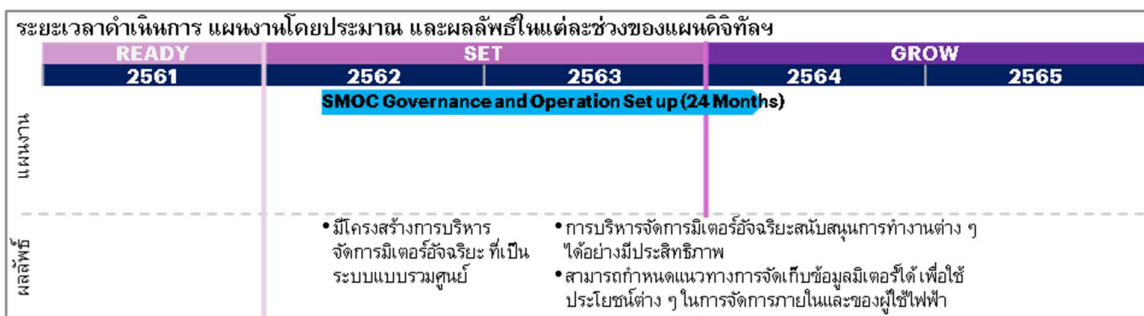 ระยะเวลาดำเนินการ แผนงานโดยประมาณ และผลลัพธ์ในแต่ละช่วงของแผนดิจิทัลฯ
READY SET GROW
2561 2562 2563 2564 2565
แผนงาน
SMOC Governance and Operation Set up (24 Months)
ผลลัพธ์
• มีโครงสร้างการบริหาร
จัดการมิเตอร์อัจฉริยะ ที่เป็น
ระบบแบบรวมศูนย์
• การบริหารจัดการมิเตอร์อัจฉริยะสนับสนุนการทำงานต่าง ๆ
ได้อย่างมีประสิทธิภาพ
• สามารถกำหนดแนวทางการจัดเก็บข้อมูลมิเตอร์ได้ เพื่อใช้
ประโยชน์ต่าง ๆ ในการจัดการภายในและของผู้ใช้ไฟฟ้า